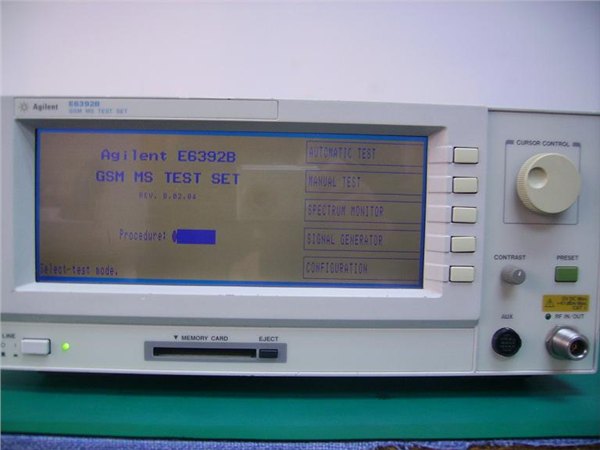 Agilent E6392B
GSM MS TEST SET
Agilent E6392B
GSM MS TEST SET
REV.
Procedure:
Select test mode.
AUTOMATIC TEST
MANUAL TEST
SPECTRUM MONITOR
SIGNAL GENERATOR
CONFIGURATION
CURSOR CONTROL
CONTRAST
PRESET
AUX
RF IN/OUT
LINE
▼ MEMORY CARD
EJECT